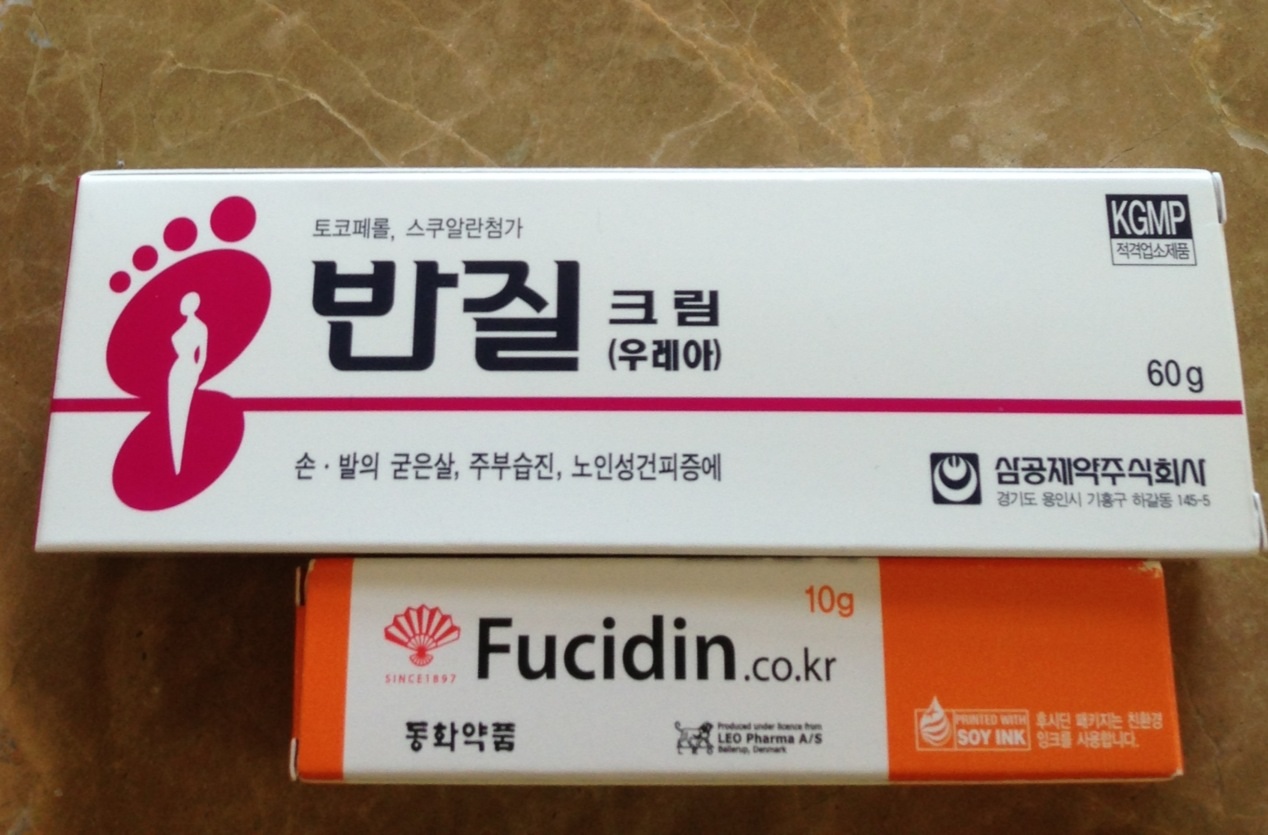 토코페롤, 스쿠알란첨가
반질 크림
(우레아)
KGMP
적격업소제품
60g
손·발의 굳은살, 주부습진, 노인성건피증에
삼공제약주식회사
경기도 용인시 기흥구 하갈동 145-5
10g
Fucidin.co.kr
SINCE1897
동화약품
Produced under licence from
LEO Pharma A/S
Ballerup, Denmark
PRINTED WITH
SOY INK
후시딘 패키지는 친환경
잉크를 사용합니다.